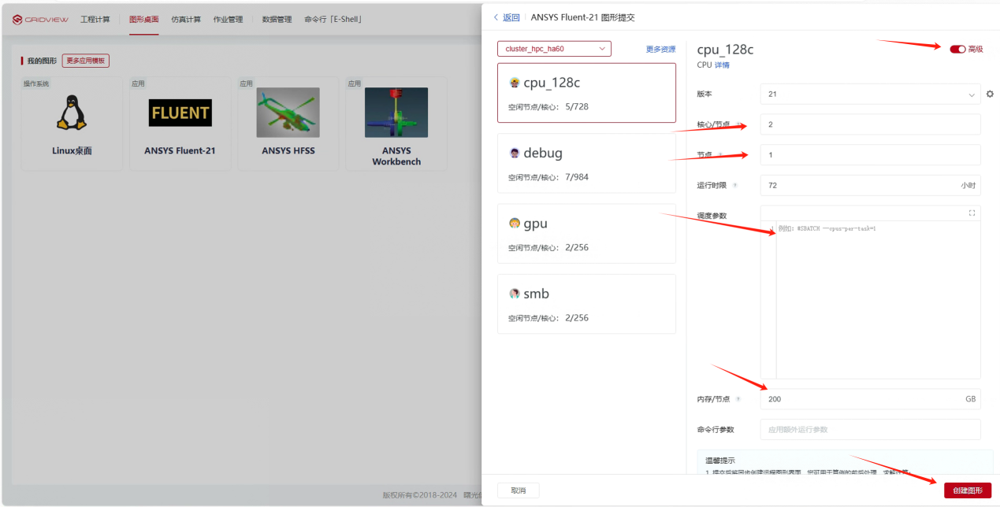 GRIDVIEW 工程计算 图形桌面 仿真计算 作业管理 数据管理 命令行「E-Shell」
我的图形 更多应用模板
操作系统
Linux桌面
应用
FLUENT
ANSYS Fluent-21
应用
ANSYS HFSS
应用
ANSYS
Workbench
版权所有©2018-2024 曙光
返回 ANSYS Fluent-21 图形提交
cluster_hpc_ha60 更多资源
cpu_128c
空闲节点/核心: 5/728
debug
空闲节点/核心: 7/984
gpu
空闲节点/核心: 2/256
smb
空闲节点/核心: 2/256
cpu_128c 高级
CPU 详情
版本 21
核心/节点 2
节点 ? 1
运行时限 ? 72 小时
调度参数
1 例如: #SBATCH --cpus-per-task=1
内存/节点 ? 200 GB
命令行参数 应用额外运行参数
温馨提示
1. 提交后将同步创建远程图形界面，您可用于算例的前后处理、求解计算;
取消 创建图形